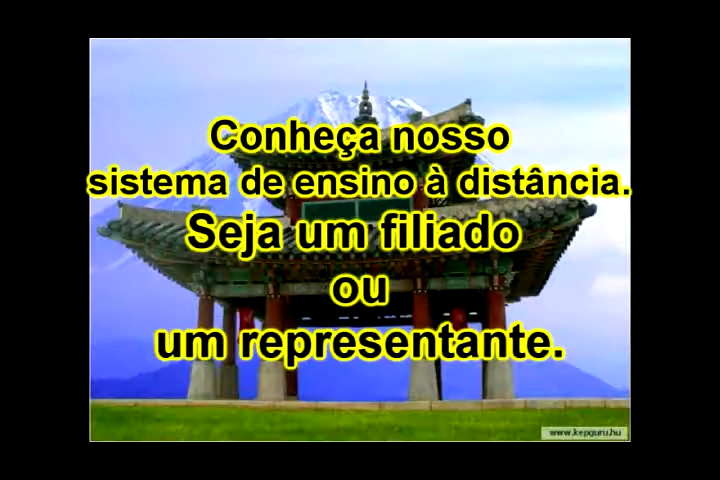 Conheça nosso
sistema de ensino à distância.
Seja um filiado
ou
um representante.
www.kepguru.hu